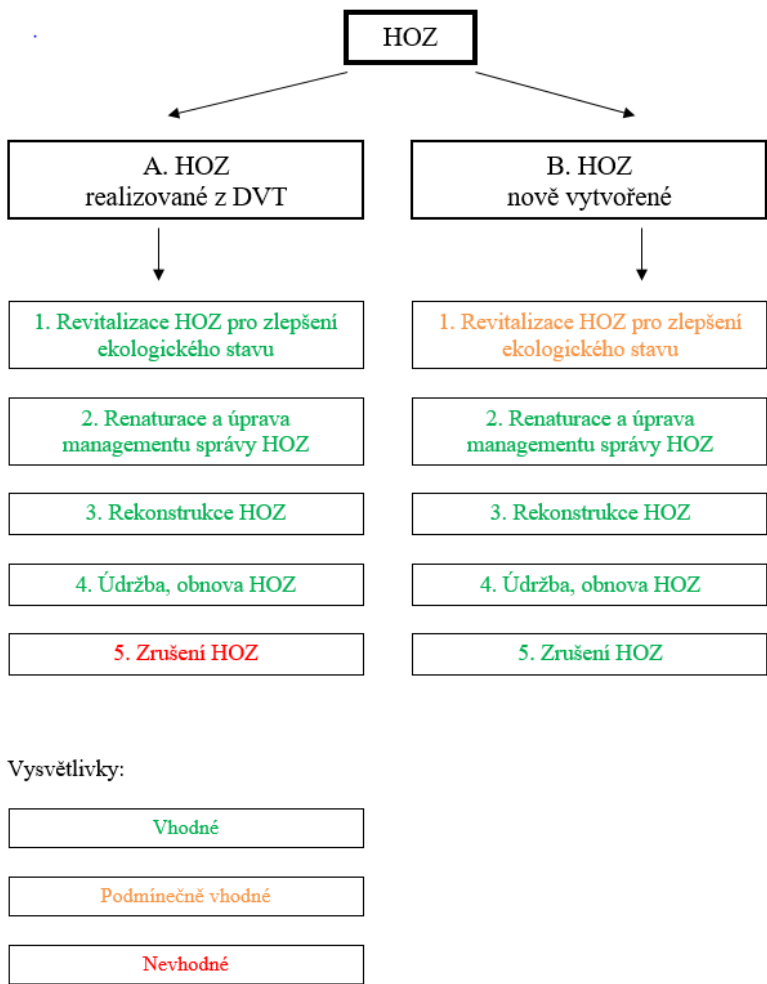 HOZ
A. HOZ
realizované z DVT
B. HOZ
nově vytvořené
1. Revitalizace HOZ pro zlepšení
ekologického stavu
2. Renaturace a úprava
managementu správy HOZ
3. Rekonstrukce HOZ
4. Údržba, obnova HOZ
5. Zrušení HOZ
1. Revitalizace HOZ pro zlepšení
ekologického stavu
2. Renaturace a úprava
managementu správy HOZ
3. Rekonstrukce HOZ
4. Údržba, obnova HOZ
5. Zrušení HOZ
Vysvětlivky:
Vhodné
Podmínečně vhodné
Nevhodné